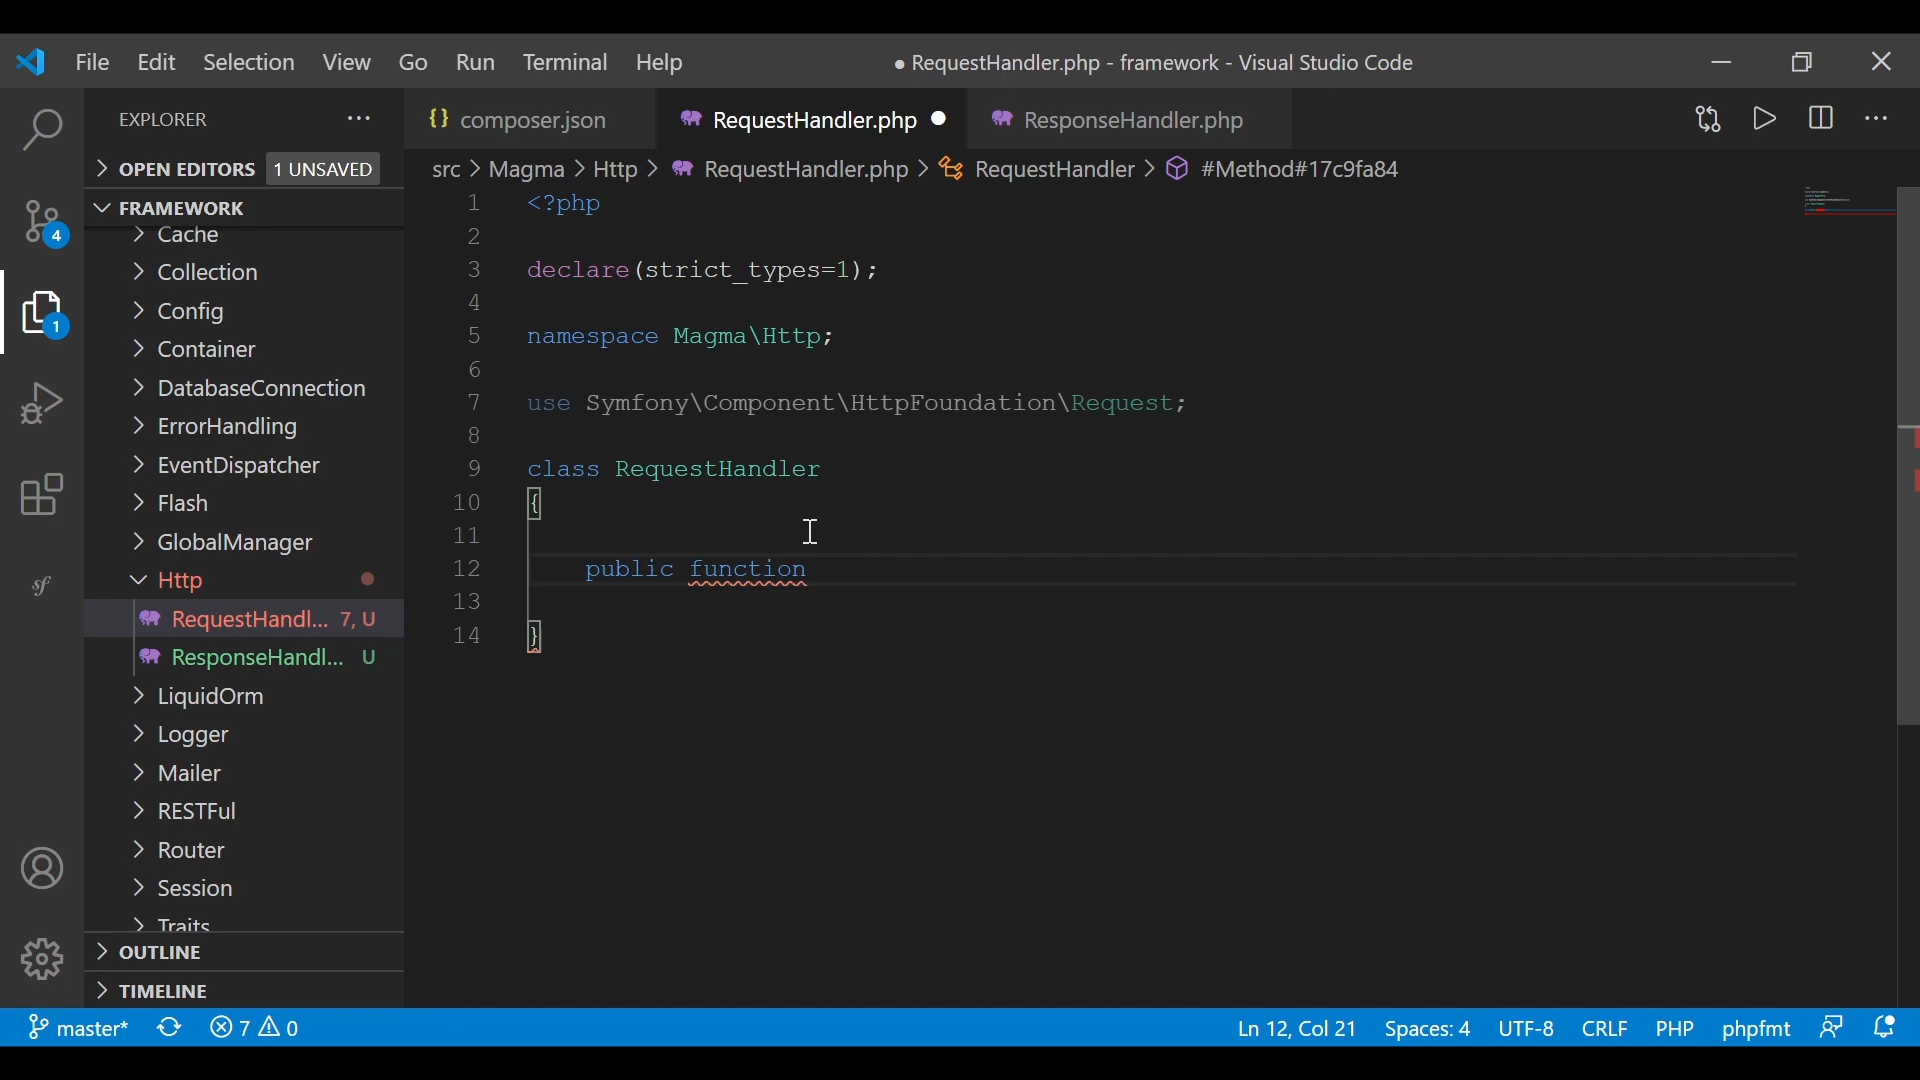 File Edit Selection View Go Run Terminal Help ● RequestHandler.php - framework - Visual Studio Code
EXPLORER ···
composer.json RequestHandler.php ResponseHandler.php
OPEN EDITORS 1 UNSAVED
src > Magma > Http > RequestHandler.php > RequestHandler > #Method#17c9fa84
FRAMEWORK
Cache
Collection
Config
Container
DatabaseConnection
ErrorHandling
EventDispatcher
Flash
GlobalManager
Http
RequestHandl... 7, U
ResponseHandl... U
LiquidOrm
Logger
Mailer
RESTFul
Router
Session
Traits
OUTLINE
TIMELINE
1 <?php
2
3 declare(strict_types=1);
4
5 namespace Magma\Http;
6
7 use Symfony\Component\HttpFoundation\Request;
8
9 class RequestHandler
10 {
11
12 public function
13
14 }
4
1
sf
master* 7 0 Ln 12, Col 21 Spaces: 4 UTF-8 CRLF PHP phpfmt